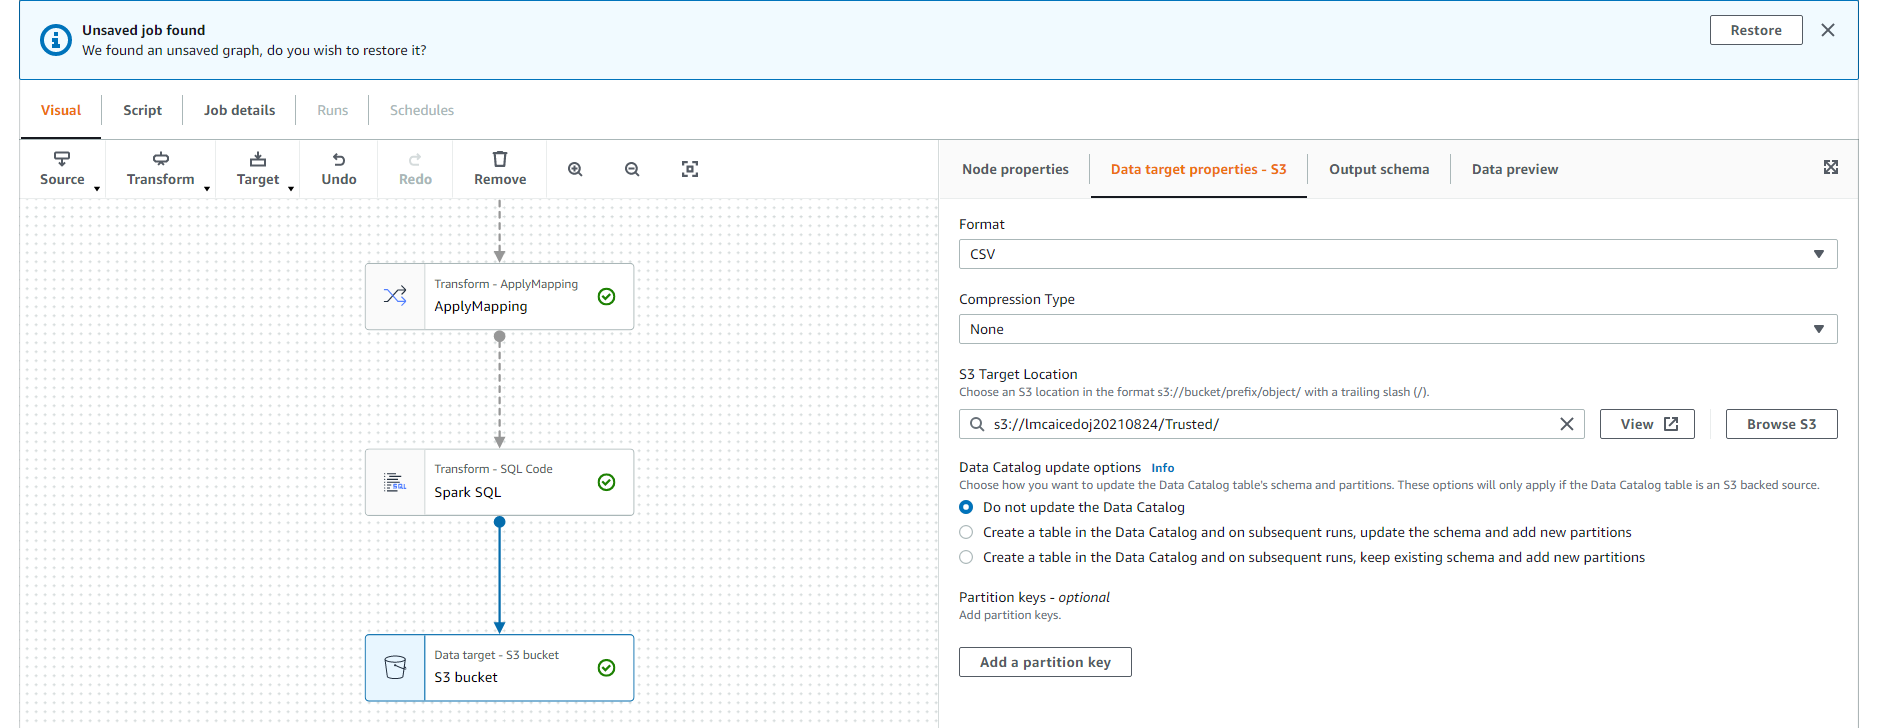 Unsaved job found
We found an unsaved graph, do you wish to restore it?
Restore
Visual
Script
Job details
Runs
Schedules
Source
Transform
Target
Undo
Redo
Remove
Node properties
Data target properties - S3
Output schema
Data preview
Transform - ApplyMapping
ApplyMapping
Transform - SQL Code
Spark SQL
SQL
Data target - S3 bucket
S3 bucket
Format
CSV
Compression Type
None
S3 Target Location
Choose an S3 location in the format s3://bucket/prefix/object/ with a trailing slash (/).
s3://lmcaicedoj20210824/Trusted/
View
Browse S3
Data Catalog update options Info
Choose how you want to update the Data Catalog table's schema and partitions. These options will only apply if the Data Catalog table is an S3 backed source.
Do not update the Data Catalog
Create a table in the Data Catalog and on subsequent runs, update the schema and add new partitions
Create a table in the Data Catalog and on subsequent runs, keep existing schema and add new partitions
Partition keys - optional
Add partition keys.
Add a partition key